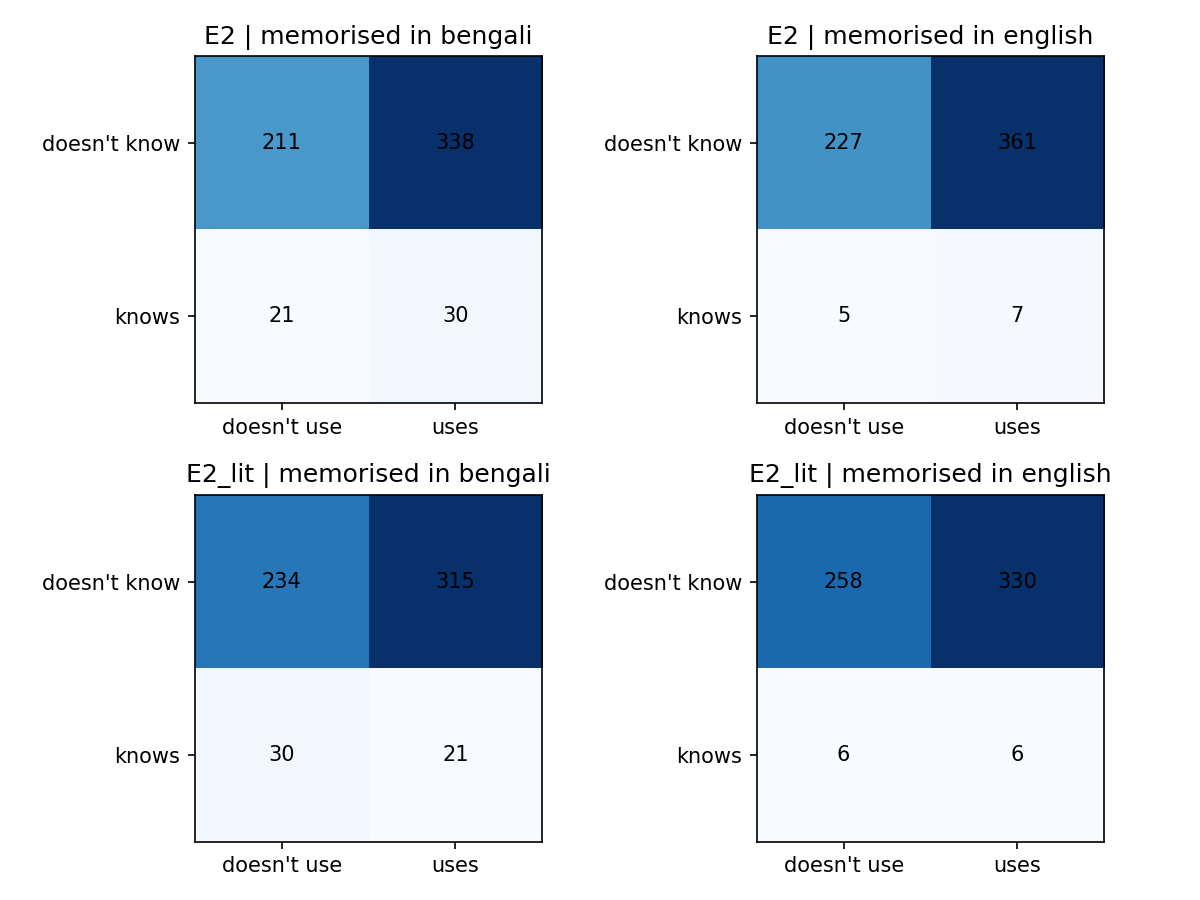 E2 | memorised in bengali
E2 | memorised in english
doesn't know
211
338
doesn't know
227
361
knows
21
30
knows
5
7
doesn't use
uses
doesn't use
uses
E2_lit | memorised in bengali
E2_lit | memorised in english
doesn't know
234
315
doesn't know
258
330
knows
30
21
knows
6
6
doesn't use
uses
doesn't use
uses